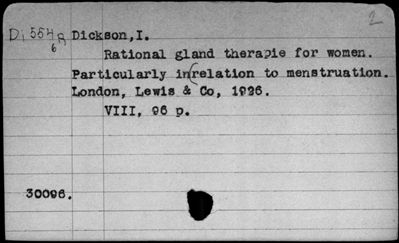 2
Di 554 R Dickson,I.
6
Rational gland therapie for women.
Particularly in(relation to menstruation.
London, Lewis & Co, 1926.
VIII, 96 p.
30096.